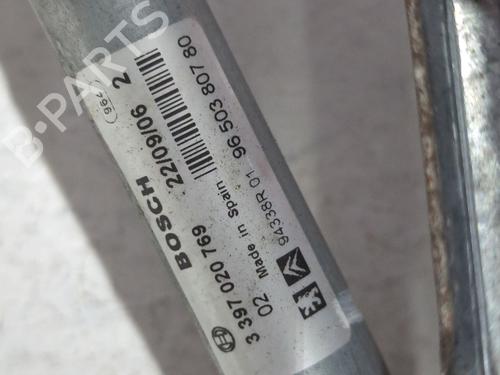 BOSCH
3 397 020 769
22/09/06 2
02 Made in Spain
964
94338R 01
96 503 807 80
B-PARTS